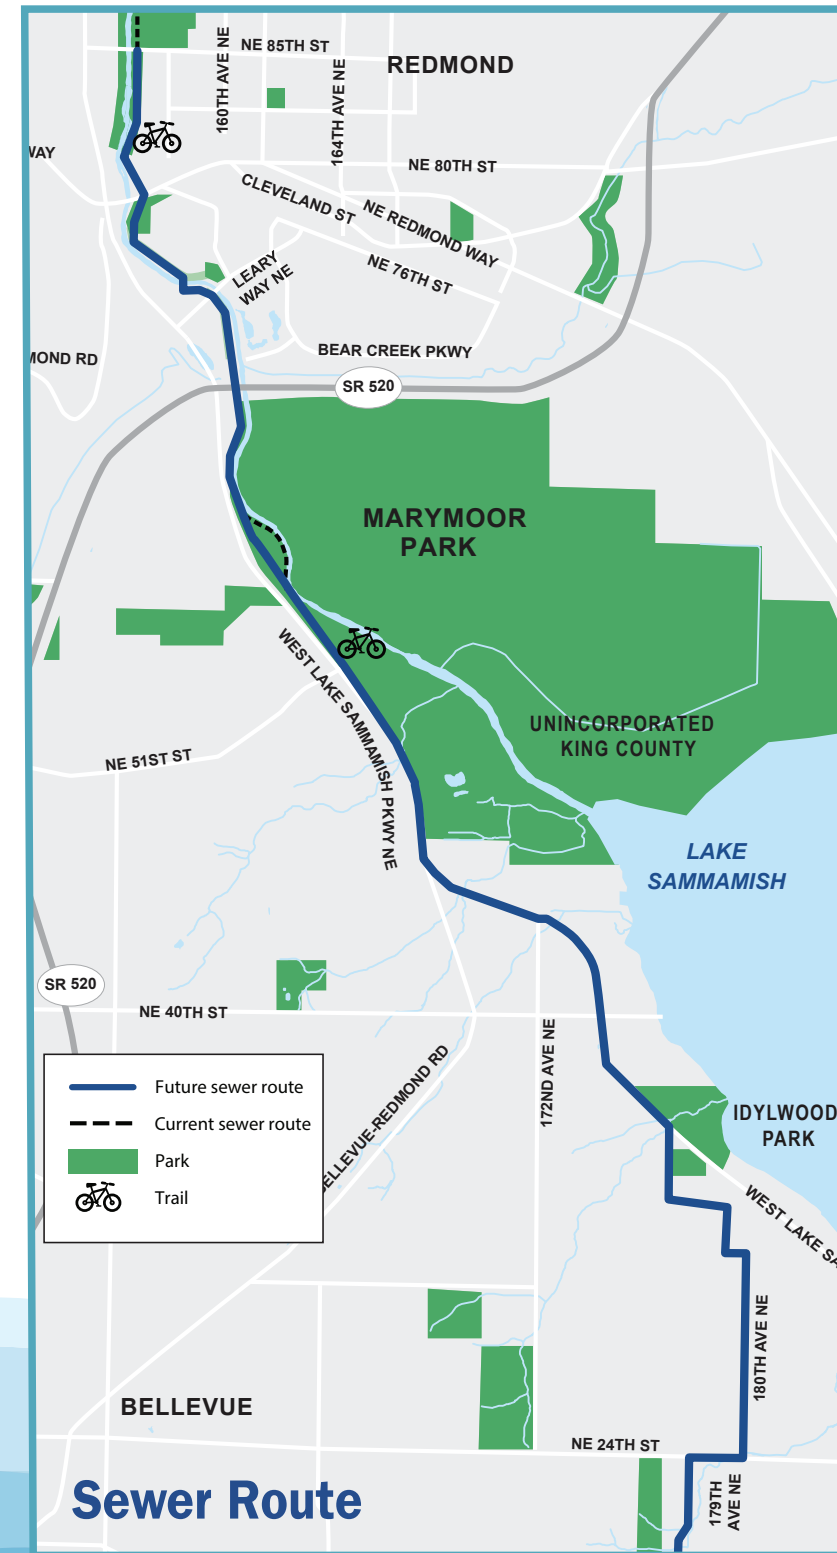 NE 85TH ST
160TH AVE NE
164TH AVE NE
REDMOND
WAY
NE 80TH ST
CLEVELAND ST
NE REDMOND WAY
NE 76TH ST
LEARY
WAY NE
BEAR CREEK PKWY
MOND RD
SR 520
MARYMOOR
PARK
WEST LAKE SAMMAMISH PKWY NE
UNINCORPORATED
KING COUNTY
NE 51ST ST
LAKE
SAMMAMISH
SR 520
NE 40TH ST
172ND AVE NE
BELLEVUE-REDMOND RD
Future sewer route
Current sewer route
Park
Trail
IDYLWOOD
PARK
WEST LAKE SA
180TH AVE NE
BELLEVUE
NE 24TH ST
179TH
AVE NE
Sewer Route